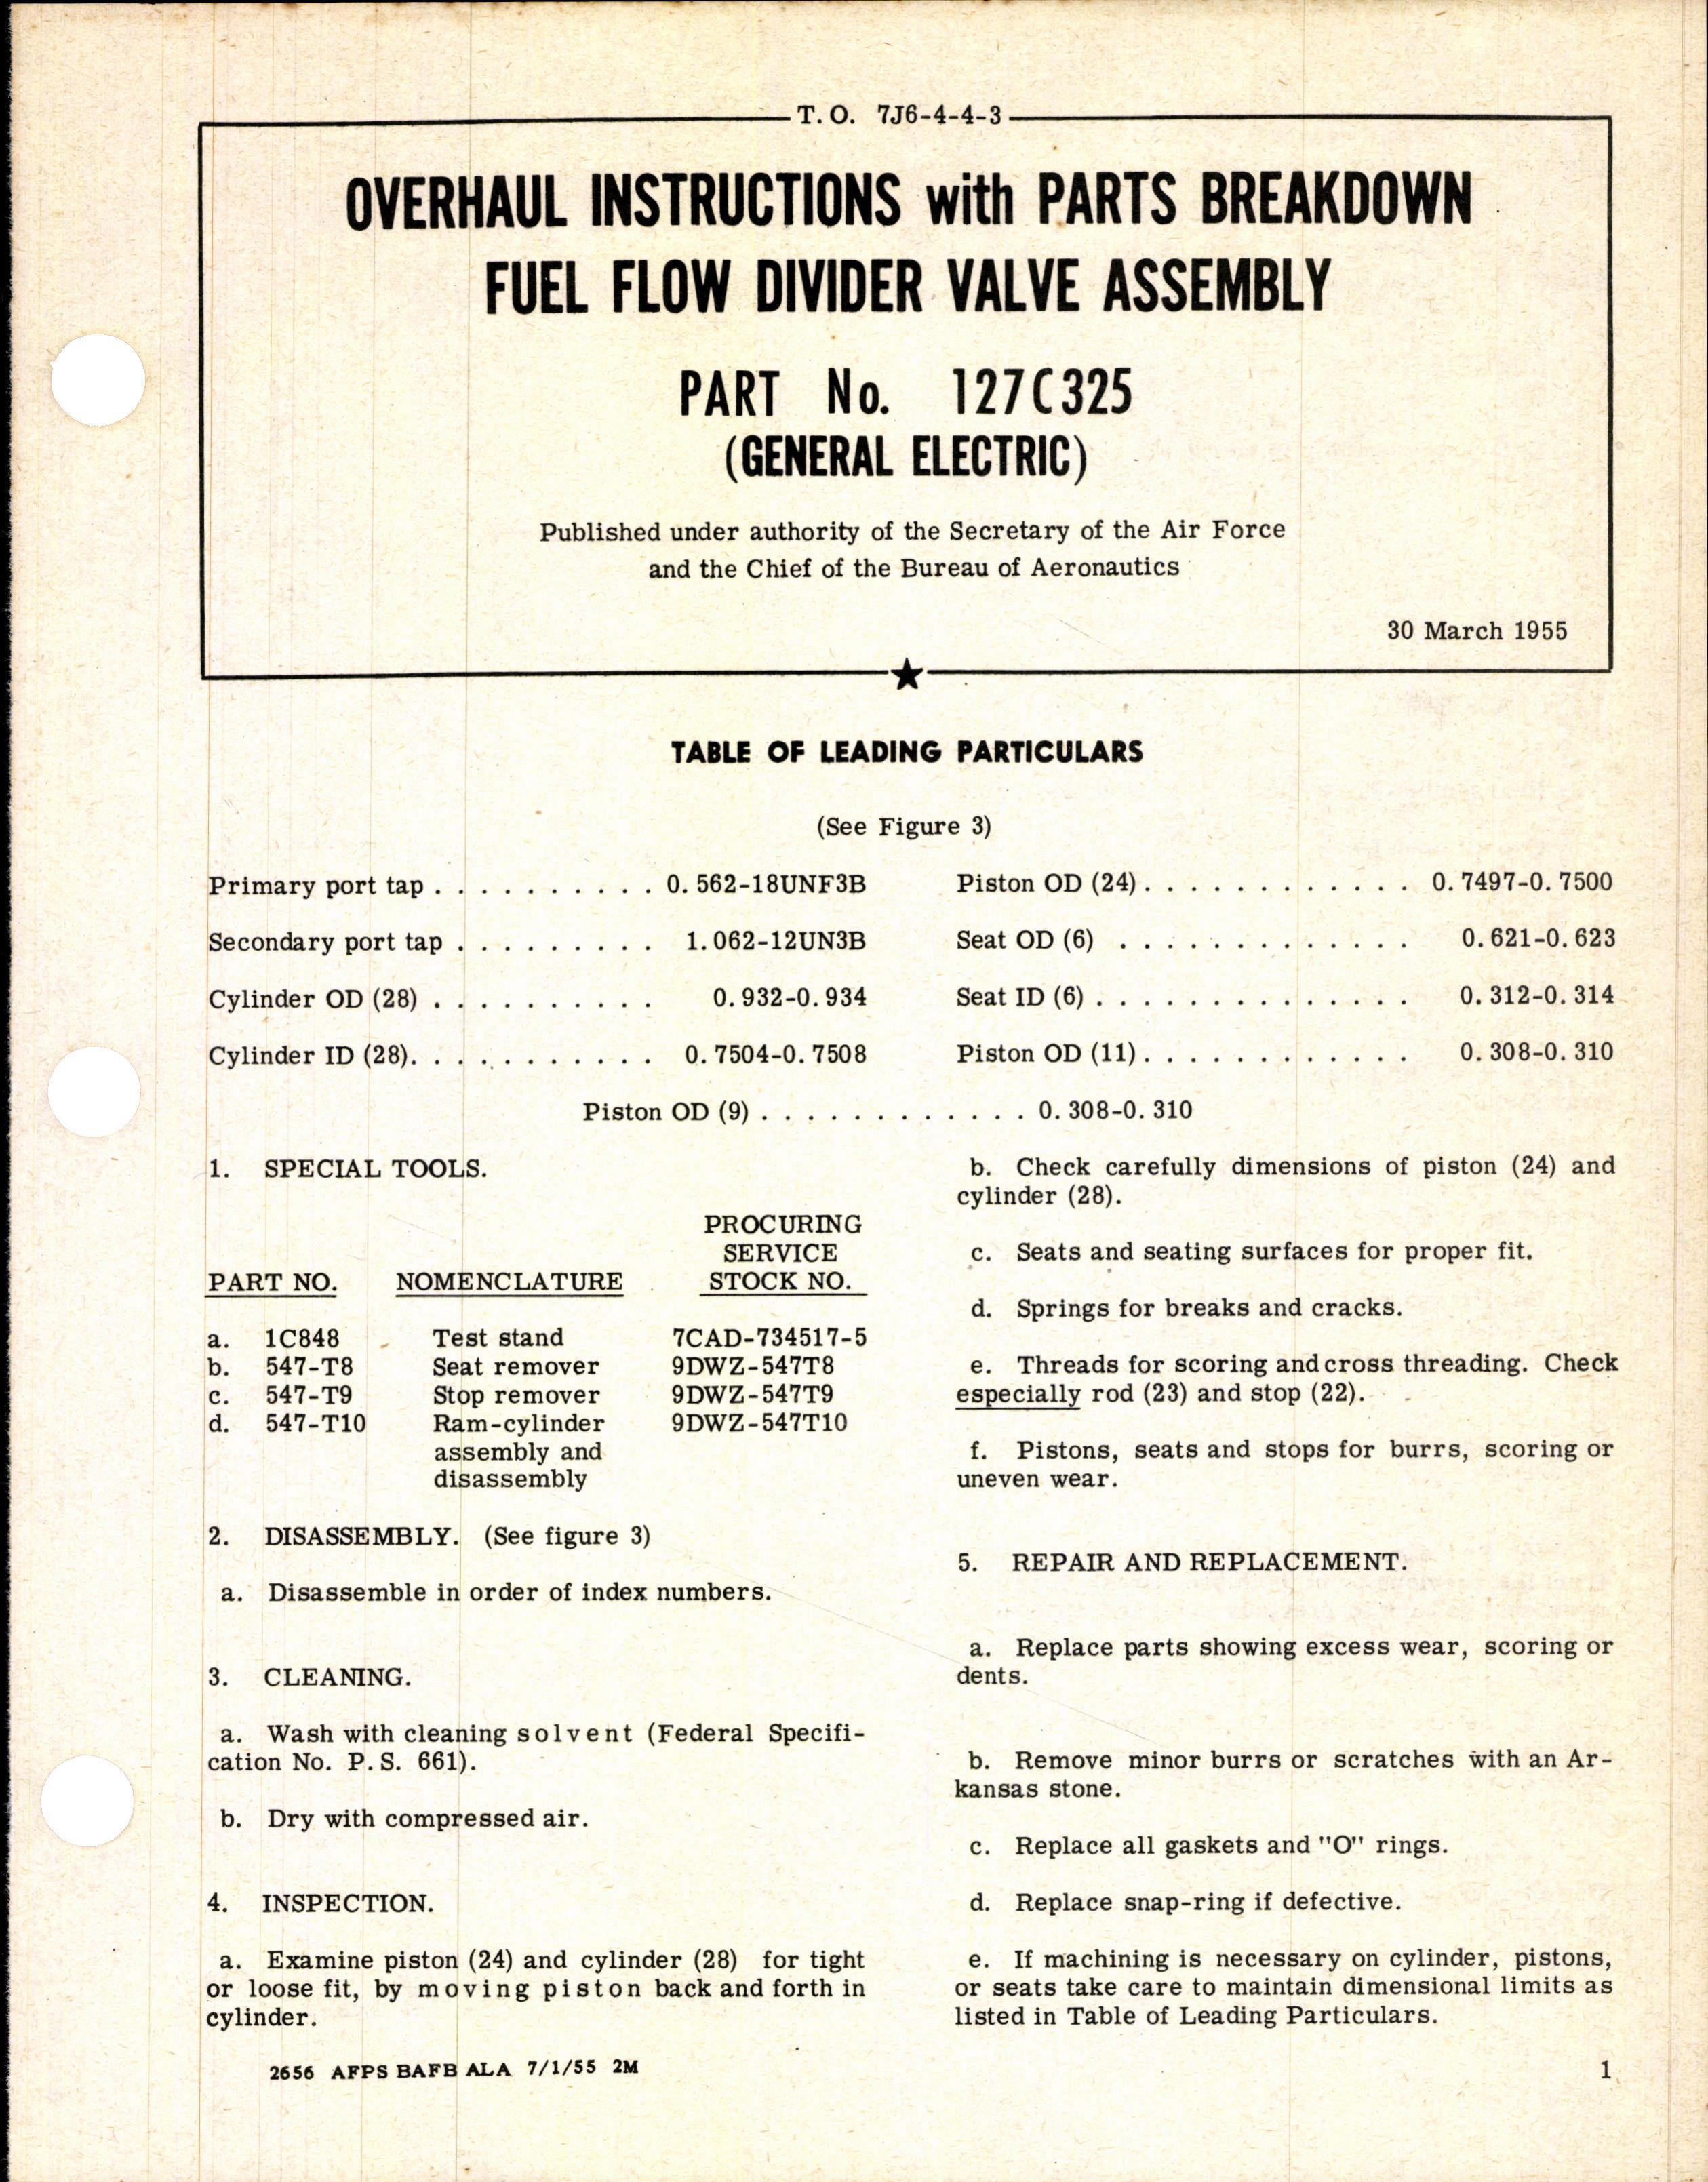 T. O. 7J6-4-4-3
OVERHAUL INSTRUCTIONS with PARTS BREAKDOWN
FUEL FLOW DIVIDER VALVE ASSEMBLY
PART No. 127C325
(GENERAL ELECTRIC)
Published under authority of the Secretary of the Air Force
and the Chief of the Bureau of Aeronautics
30 March 1955
TABLE OF LEADING PARTICULARS
(See Figure 3)
Primary port tap . . . . . . . . . . 0. 562-18UNF3B
Secondary port tap . . . . . . . . . 1. 062-12UN3B
Cylinder OD (28) . . . . . . . . . . 0. 932-0. 934
Cylinder ID (28). . . . . . . . . . . 0. 7504-0. 7508
Piston OD (24). . . . . . . . . . . . 0. 7497-0. 7500
Seat OD (6) . . . . . . . . . . . . . 0. 621-0. 623
Seat ID (6) . . . . . . . . . . . . . . 0. 312-0. 314
Piston OD (11). . . . . . . . . . . . 0. 308-0. 310
Piston OD (9) . . . . . . . . . . . . 0. 308-0. 310
1. SPECIAL TOOLS.
PROCURING
SERVICE
PART NO. NOMENCLATURE STOCK NO.
a. 1C848 Test stand 7CAD-734517-5
b. 547-T8 Seat remover 9DWZ-547T8
c. 547-T9 Stop remover 9DWZ-547T9
d. 547-T10 Ram-cylinder 9DWZ-547T10
assembly and
disassembly
2. DISASSEMBLY. (See figure 3)
a. Disassemble in order of index numbers.
3. CLEANING.
a. Wash with cleaning solvent (Federal Specifi-
cation No. P. S. 661).
b. Dry with compressed air.
4. INSPECTION.
a. Examine piston (24) and cylinder (28) for tight
or loose fit, by moving piston back and forth in
cylinder.
b. Check carefully dimensions of piston (24) and
cylinder (28).
c. Seats and seating surfaces for proper fit.
d. Springs for breaks and cracks.
e. Threads for scoring and cross threading. Check
especially rod (23) and stop (22).
f. Pistons, seats and stops for burrs, scoring or
uneven wear.
5. REPAIR AND REPLACEMENT.
a. Replace parts showing excess wear, scoring or
dents.
b. Remove minor burrs or scratches with an Ar-
kansas stone.
c. Replace all gaskets and "O" rings.
d. Replace snap-ring if defective.
e. If machining is necessary on cylinder, pistons,
or seats take care to maintain dimensional limits as
listed in Table of Leading Particulars.
2656 AFPS BAFB ALA 7/1/55 2M
1